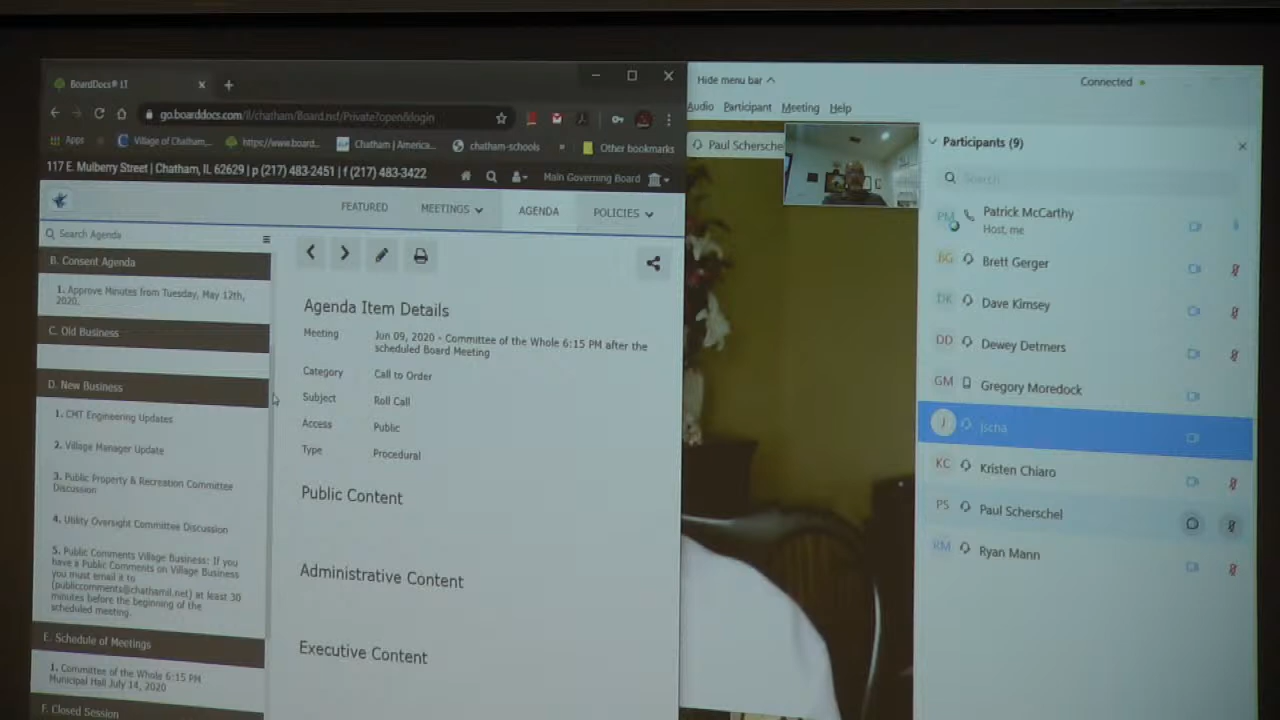 BoardDocs® LT
go.boarddocs.com/il/chatham/Board.nsf/Private?open&login
Apps
Village of Chatham,...
https://www.board...
Chatham | America...
chatham-schools
»
Other bookmarks
117 E. Mulberry Street | Chatham, IL 62629 | p (217) 483-2451 | f (217) 483-3422
Main Governing Board
FEATURED
MEETINGS
AGENDA
POLICIES
Search Agenda
B. Consent Agenda
1. Approve Minutes from Tuesday, May 12th,
2020.
C. Old Business
D. New Business
1. CMT Engineering Updates
2. Village Manager Update
3. Public Property & Recreation Committee
Discussion
4. Utility Oversight Committee Discussion
5. Public Comments Village Business: If you
have a Public Comments on Village Business
you must email it to
(publiccomments@chathamil.net) at least 30
minutes before the beginning of the
scheduled meeting.
E. Schedule of Meetings
1. Committee of the Whole 6:15 PM
Municipal Hall July 14, 2020
F. Closed Session
Agenda Item Details
Meeting
Jun 09, 2020 - Committee of the Whole 6:15 PM after the
scheduled Board Meeting
Category
Call to Order
Subject
Roll Call
Access
Public
Type
Procedural
Public Content
Administrative Content
Executive Content
Hide menu bar
Connected
Audio Participant Meeting Help
Paul Scherschel
Participants (9)
Search
PM
Patrick McCarthy
Host, me
BG
Brett Gerger
DK
Dave Kimsey
DD
Dewey Detmers
GM
Gregory Moredock
J
jscha
KC
Kristen Chiaro
PS
Paul Scherschel
RM
Ryan Mann